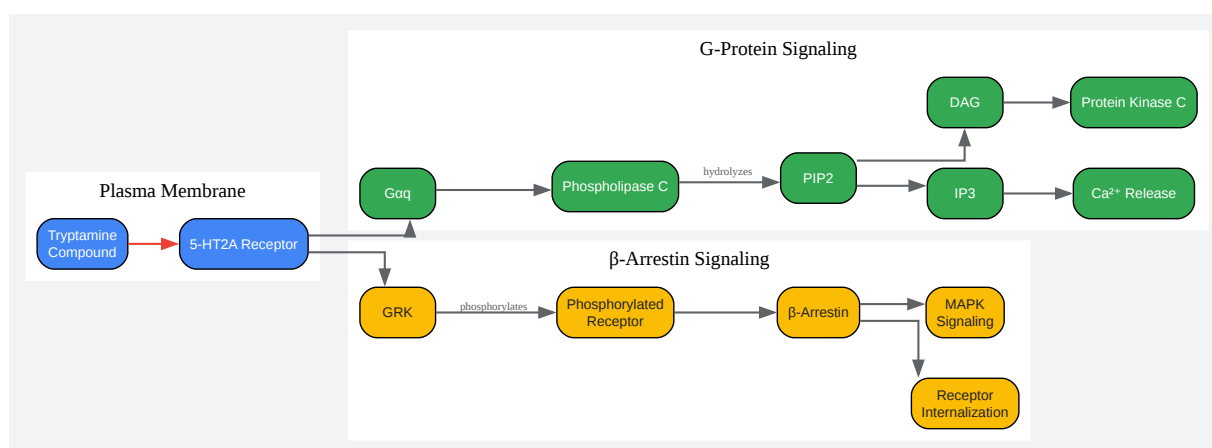 G-Protein Signaling
DAG
Protein Kinase C
Gαq
Phospholipase C
hydrolyzes
PIP2
IP3
Ca²⁺ Release
Plasma Membrane
Tryptamine
Compound
5-HT2A Receptor
β-Arrestin Signaling
GRK
phosphorylates
Phosphorylated
Receptor
β-Arrestin
MAPK
Signaling
Receptor
Internalization